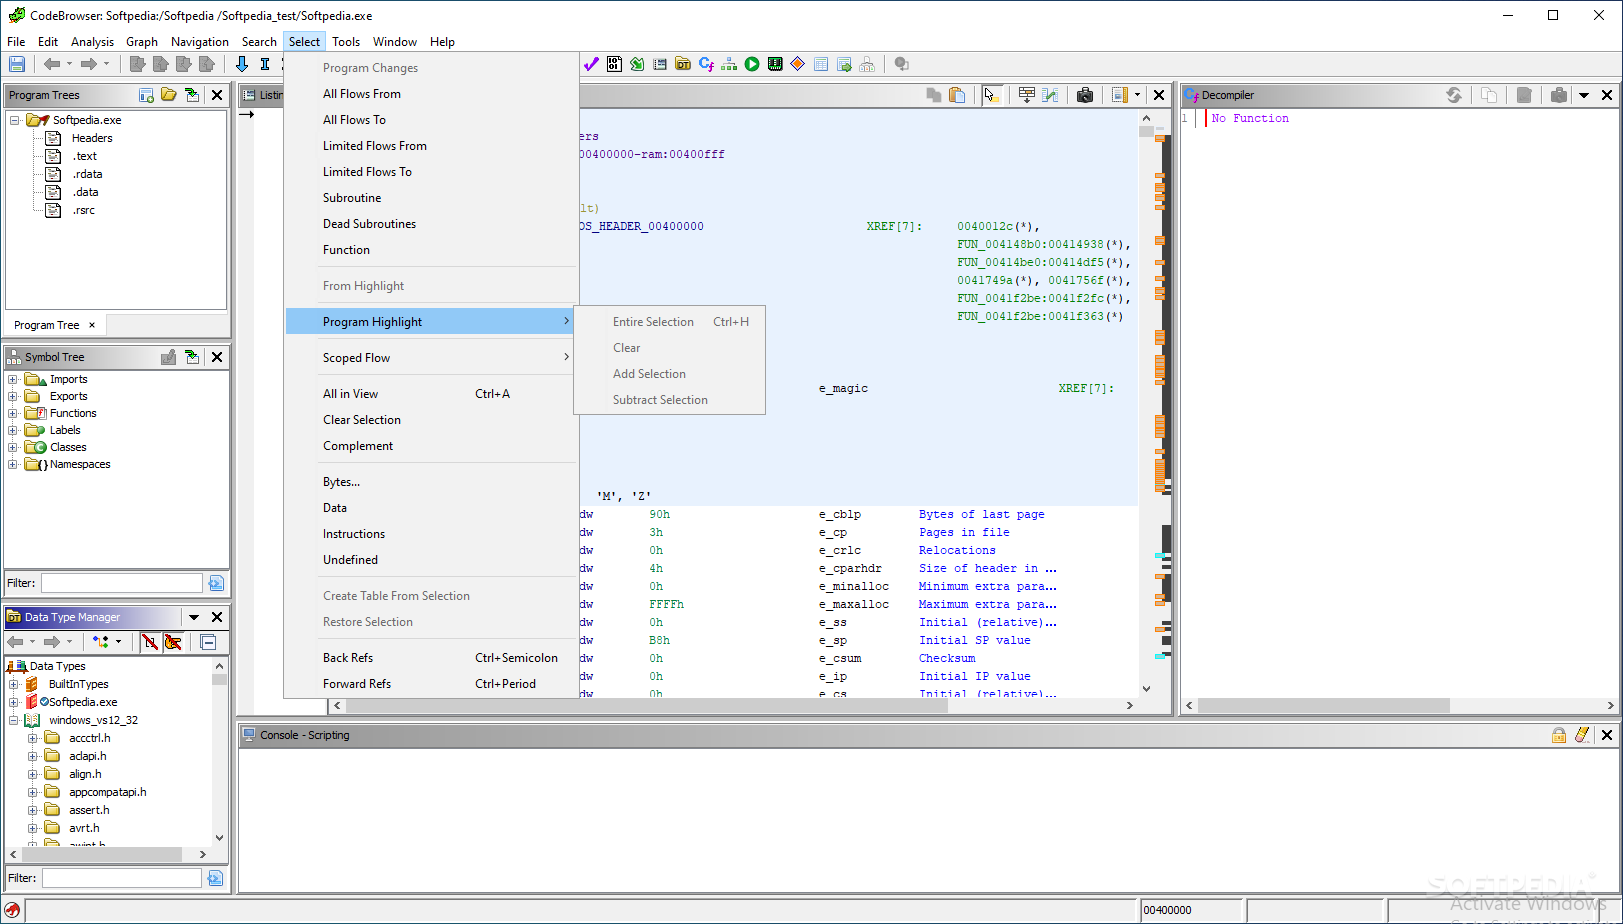 CodeBrowser: Softpedia:/Softpedia /Softpedia_test/Softpedia.exe
File Edit Analysis Graph Navigation Search Select Tools Window Help
Program Trees
Softpedia.exe
Headers
.text
.rdata
.data
.rsrc
Program Tree ×
Symbol Tree
Imports
Exports
Functions
Labels
Classes
Namespaces
Filter:
Data Type Manager
Data Types
BuiltInTypes
Softpedia.exe
windows_vs12_32
accctrl.h
aclapi.h
align.h
appcompatapi.h
assert.h
avrt.h
Filter:
Program Changes
All Flows From
All Flows To
Limited Flows From
Limited Flows To
Subroutine
Dead Subroutines
Function
From Highlight
Program Highlight
Scoped Flow
All in View Ctrl+A
Clear Selection
Complement
Bytes...
Data
Instructions
Undefined
Create Table From Selection
Restore Selection
Back Refs Ctrl+Semicolon
Forward Refs Ctrl+Period
Entire Selection Ctrl+H
Clear
Add Selection
Subtract Selection
Listin
ers
00400000-ram:00400fff
lt)
OS_HEADER_00400000 XREF[7]: 0040012c(*),
FUN_004148b0:00414938(*),
FUN_00414be0:00414df5(*),
0041749a(*), 0041756f(*),
FUN_0041f2be:0041f2fc(*),
FUN_0041f2be:0041f363(*)
e_magic XREF[7]:
'M', 'Z'
dw 90h e_cblp Bytes of last page
dw 3h e_cp Pages in file
dw 0h e_crlc Relocations
dw 4h e_cparhdr Size of header in ...
dw 0h e_minalloc Minimum extra para...
dw FFFFh e_maxalloc Maximum extra para...
dw 0h e_ss Initial (relative)...
dw B8h e_sp Initial SP value
dw 0h e_csum Checksum
dw 0h e_ip Initial IP value
dw 0h e_cs Initial (relative)...
Decompiler
1 No Function
Console - Scripting
00400000
SOFTPEDIA
Activate Windows